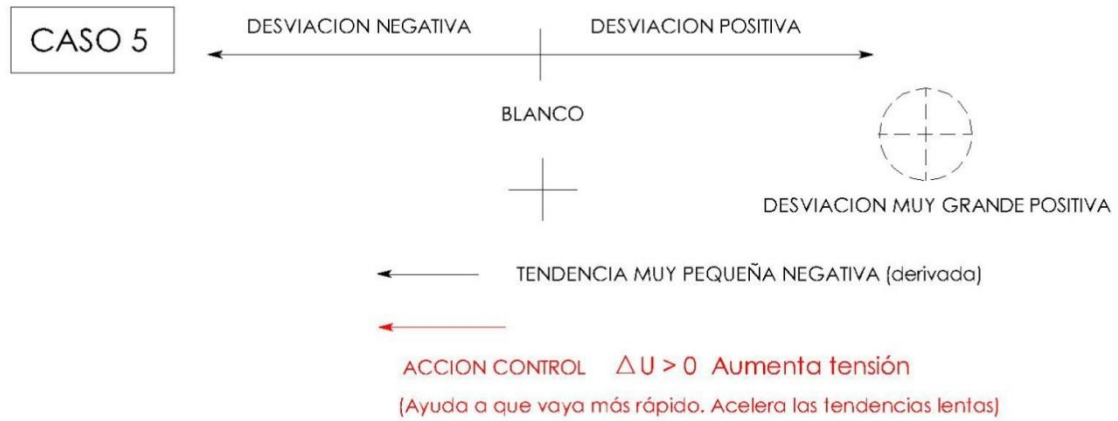 CASO 5
DESVIACION NEGATIVA
DESVIACION POSITIVA
BLANCO
DESVIACION MUY GRANDE POSITIVA
TENDENCIA MUY PEQUEÑA NEGATIVA (derivada)
ACCION CONTROL △U > 0 Aumenta tensión
(Ayuda a que vaya más rápido. Acelera las tendencias lentas)